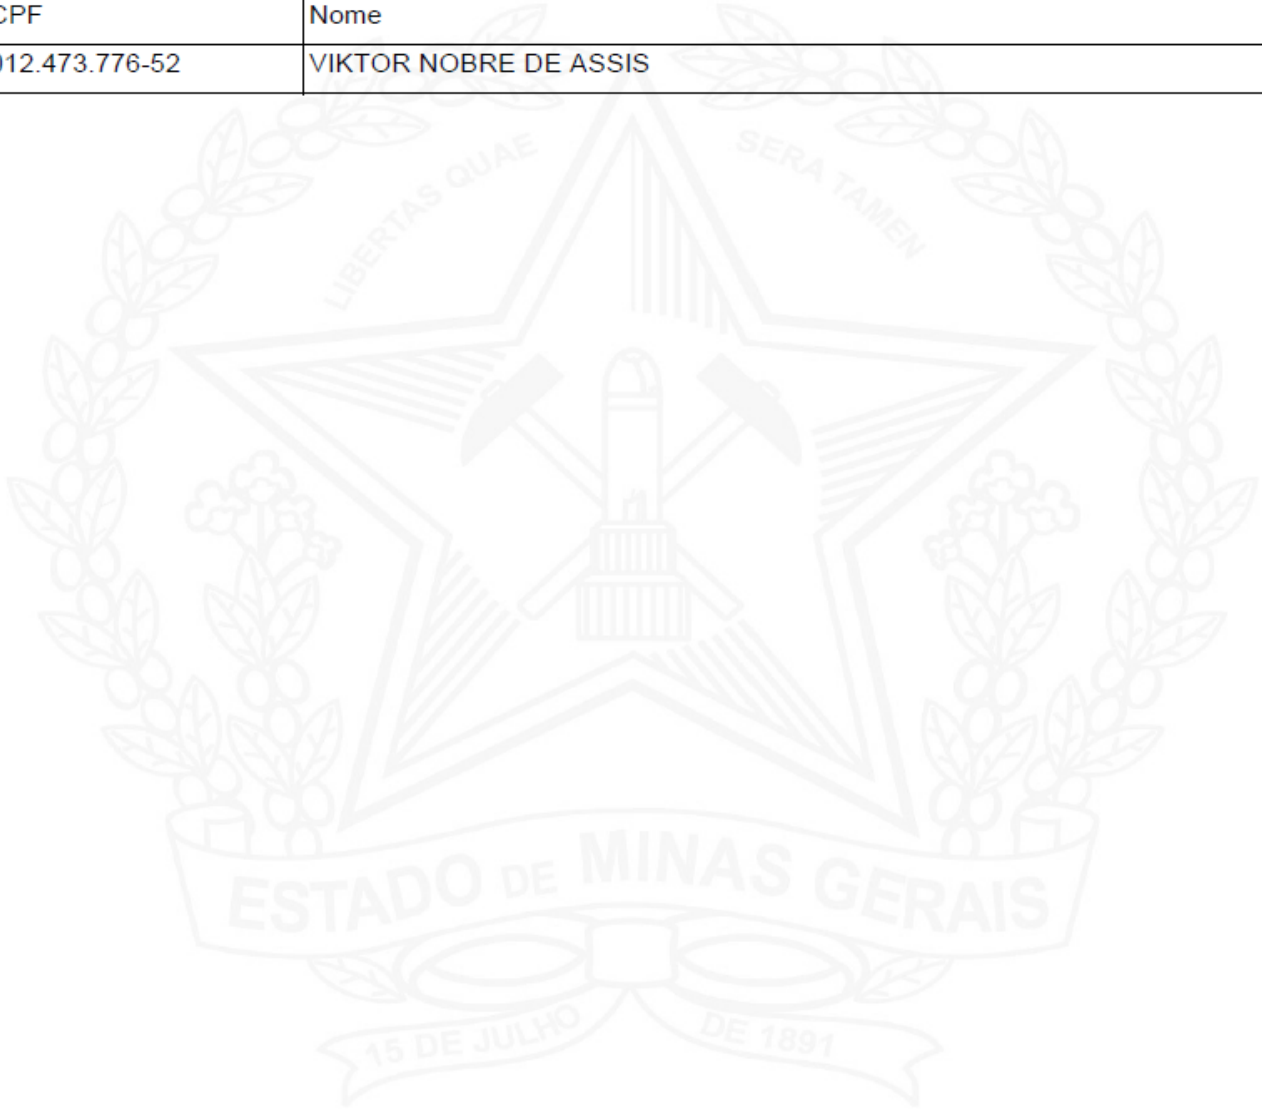 CPF Nome
012.473.776-52 VIKTOR NOBRE DE ASSIS
LIBERTAS QUAE SERA TAMEN
ESTADO DE MINAS GERAIS
15 DE JULHO DE 1891